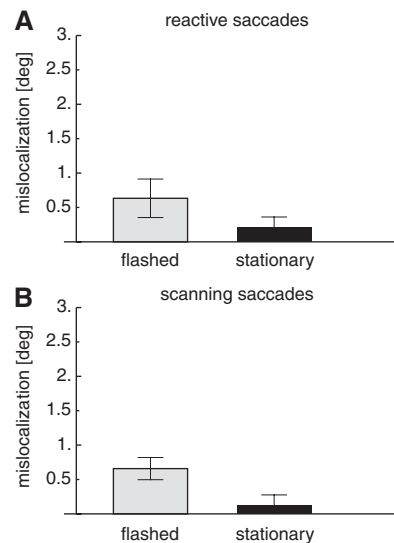 A
reactive saccades
mislocalization [deg]
3.
2.5
2.
1.5
1
0.5
flashed stationary
B
scanning saccades
mislocalization [deg]
3.
2.5
2.
1.5
1
0.5
flashed stationary